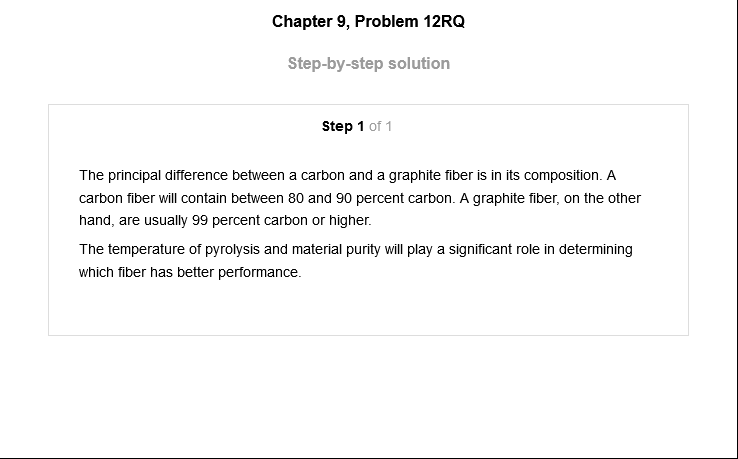 Chapter 9, Problem 12RQ
Step-by-step solution
Step 1 of 1
The principal difference between a carbon and a graphite fiber is in its composition. A
carbon fiber will contain between 80 and 90 percent carbon. A graphite fiber, on the other
hand, are usually 99 percent carbon or higher.
The temperature of pyrolysis and material purity will play a significant role in determining
which fiber has better performance.